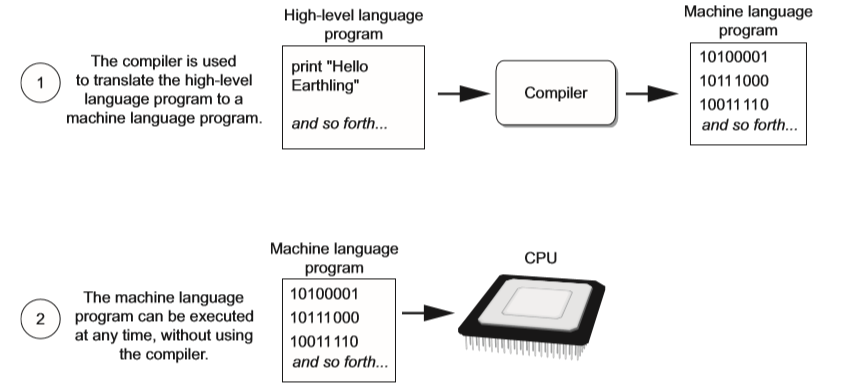 High-level language
program
Machine language
program
1
The compiler is used
to translate the high-level
language program to a
machine language program.
print "Hello
Earthling"
and so forth...
Compiler
10100001
10111000
10011110
and so forth...
Machine language
program
CPU
2
The machine language
program can be executed
at any time, without using
the compiler.
10100001
10111000
10011110
and so forth...